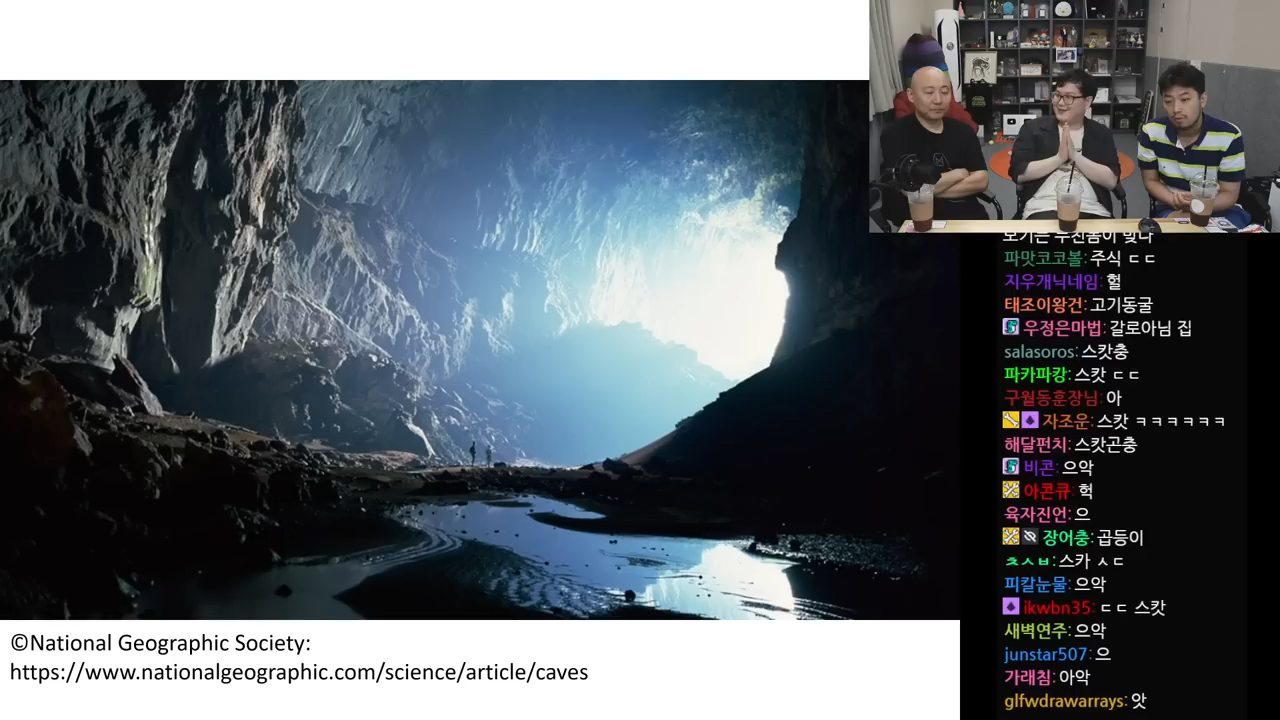 ©National Geographic Society:
https://www.nationalgeographic.com/science/article/caves
파맛코코볼: 주식 ㄷㄷ
지우개닉네임: 헐
태조이왕건: 고기동굴
우정은마법: 갈로아님 집
salasoros: 스캇충
파카파캉: 스캇 ㄷㄷ
구월동훈장님: 아
자조운: 스캇 ㅋㅋㅋㅋㅋㅋ
해달펀치: 스캇곤충
비콘: 으악
아콘큐: 헉
육자진언: 으
장어충: 곱등이
ㅊㅅㅂ: 스카 ㅅㄷ
피칼눈물: 으악
ikwbn35: ㄷㄷ 스캇
새벽연주: 으악
junstar507: 으
가래침: 아악
glfwdrawarrays: 앗